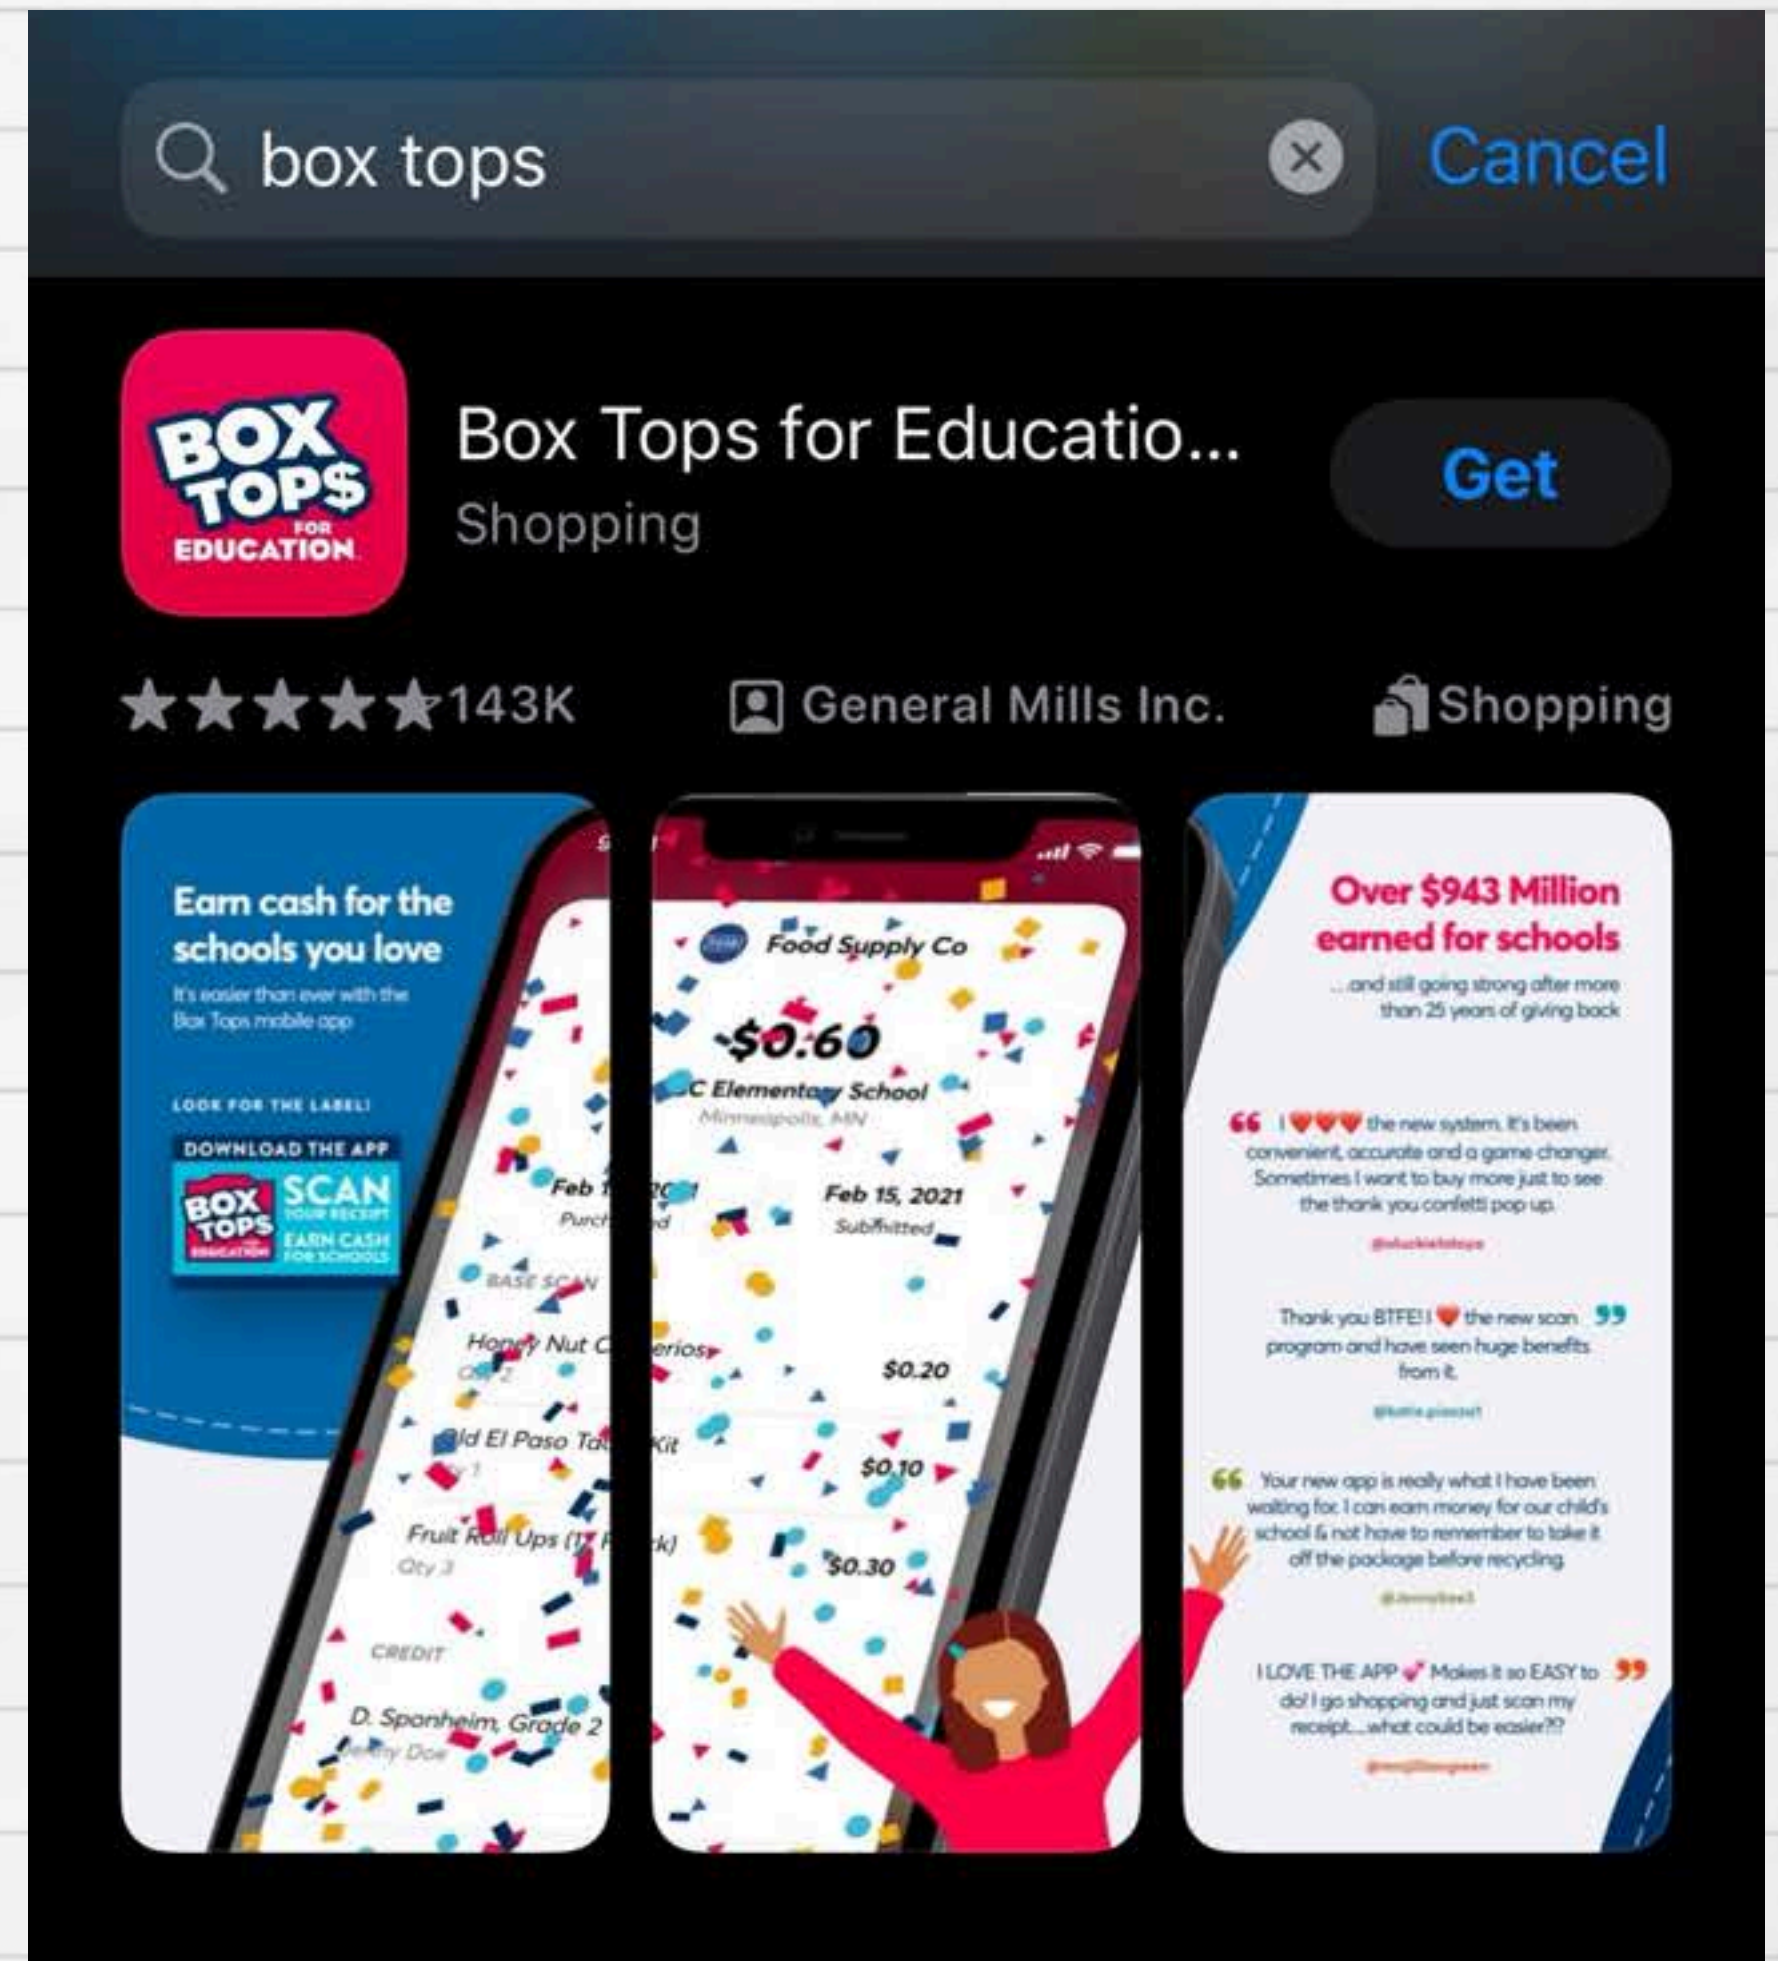 box tops
Cancel
BOX
TOP$
FOR
EDUCATION
Box Tops for Educatio...
Shopping
Get
143K
General Mills Inc.
Shopping
Earn cash for the
schools you love
It's easier than ever with the
Box Tops mobile app
LOOK FOR THE LABEL!
DOWNLOAD THE APP
BOX
TOPS
EDUCATION
SCAN
YOUR RECEIPT
EARN CASH
FOR SCHOOLS
Food Supply Co
$0.60
C Elementary School
Minneapolis, MN
Feb
Feb 15, 2021
Submitted
BASE SCAN
Honey Nut Cheerios
2
$0.20
Old El Paso Taco Kit
1
$0.10
Fruit Roll Ups
Qty 3
$0.30
CREDIT
D. Sponheim, Grade 2
Doe
Over $943 Million
earned for schools
...and still going strong after more
than 25 years of giving back
“ I ❤❤❤ the new system. It's been
convenient, accurate and a game changer.
Sometimes I want to buy more just to see
the thank you confetti pop up.
Thank you BTFE! I ❤ the new scan ”
program and have seen huge benefits
from it.
“ Your new app is really what I have been
waiting for. I can earn money for our child's
school & not have to remember to take it
off the package before recycling
I LOVE THE APP 💕 Makes it so EASY to ”
do! I go shopping and just scan my
receipt....what could be easier?!?